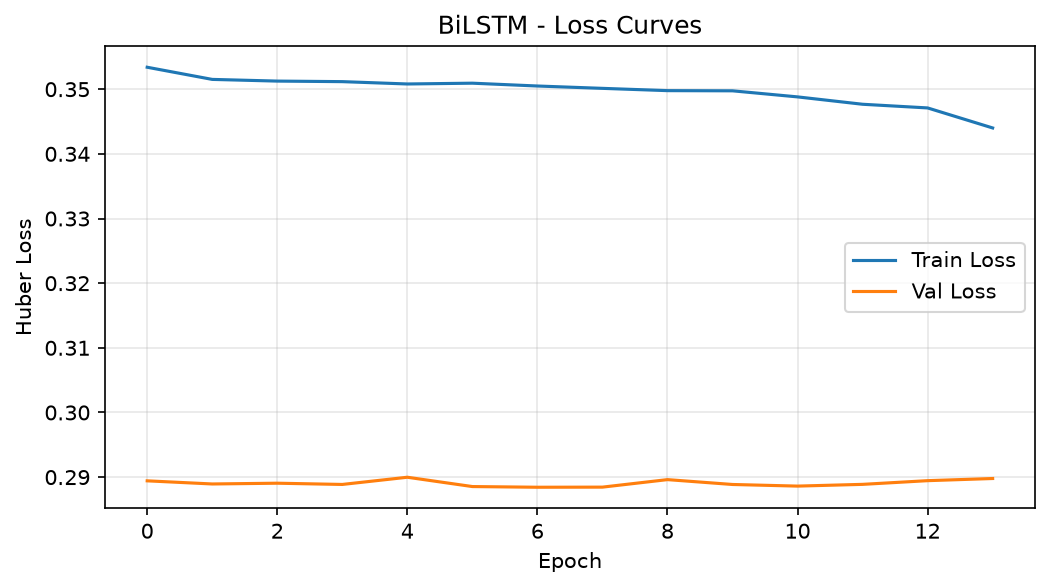 BiLSTM - Loss Curves
Huber Loss
0.35
0.34
0.33
0.32
0.31
0.30
0.29
Train Loss
Val Loss
0 2 4 6 8 10 12
Epoch